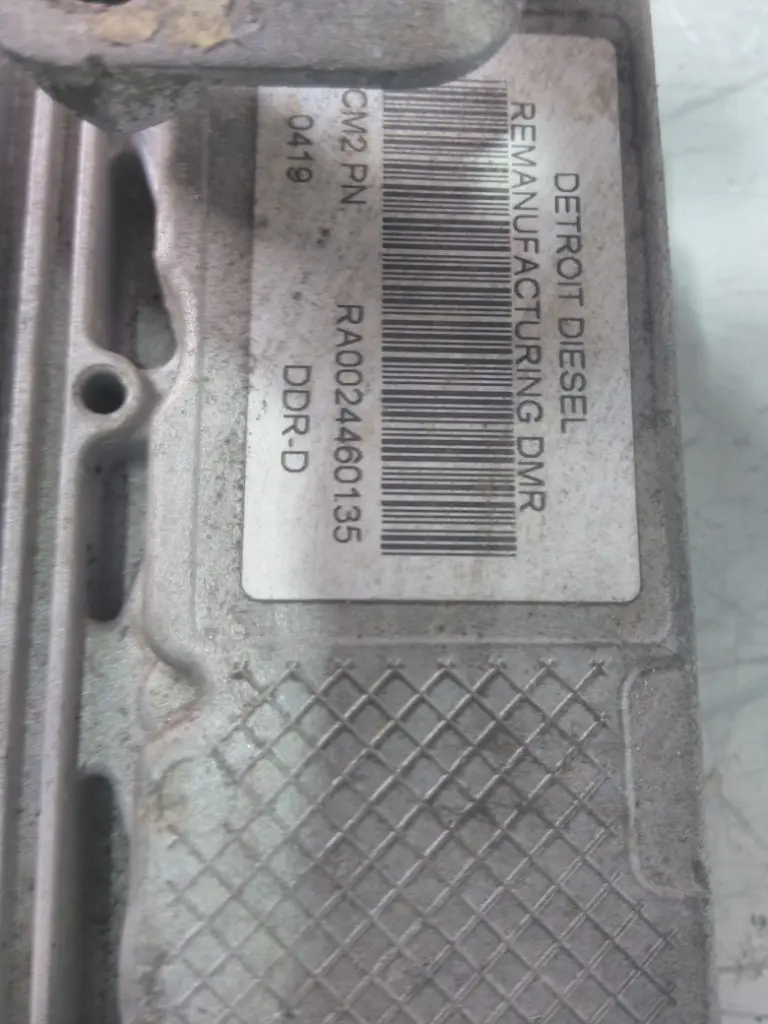 DETROIT DIESEL
REMANUFACTURING DMR
CM2 PN. RA0024460135
0419 DDR-D